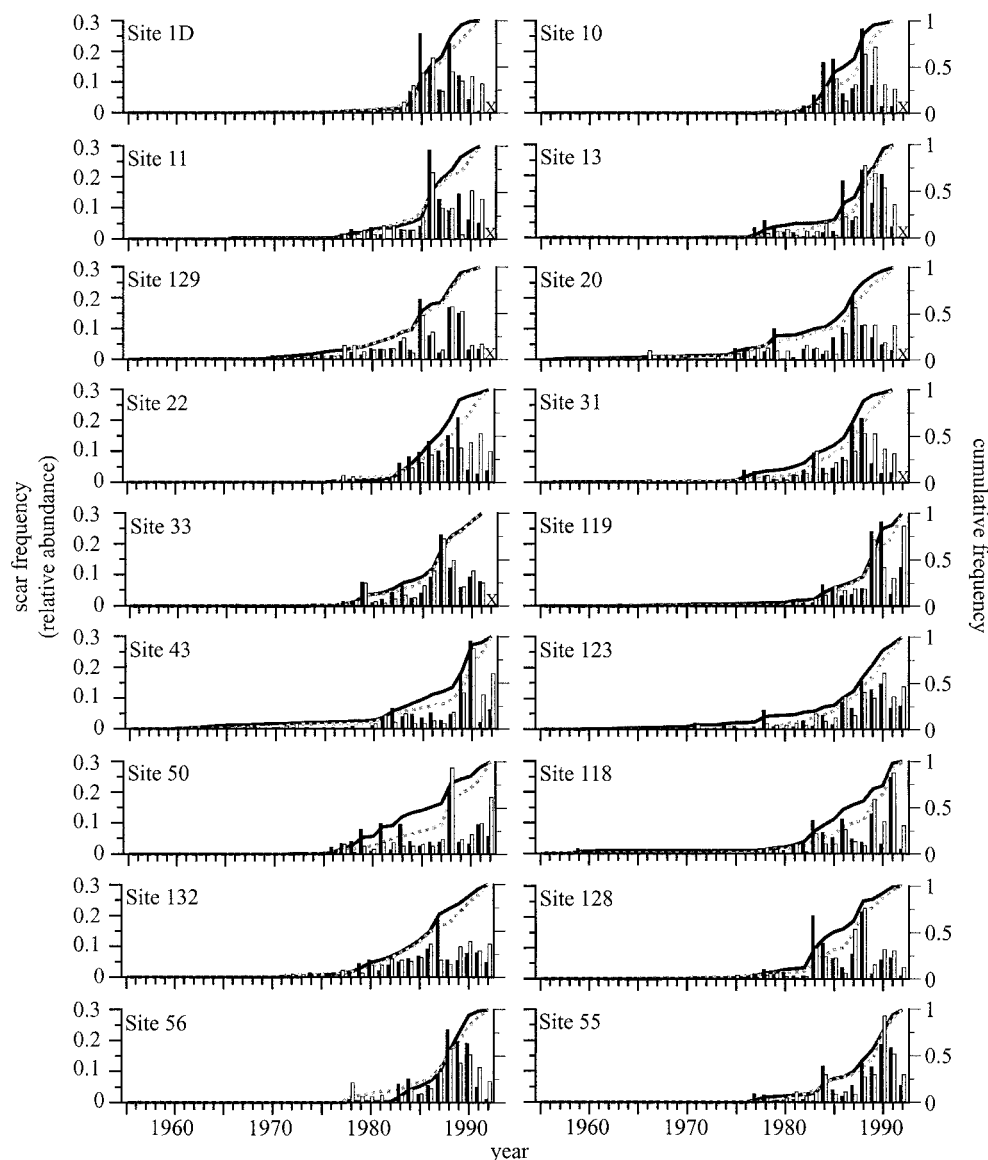 0.3 Site 1D Site 10 1
0.2
0.1 0.5
0 X X 0
0.3 Site 11 Site 13 1
0.2
0.1 0.5
0 X X 0
0.3 Site 129 Site 20 1
0.2
0.1 0.5
0 X X 0
0.3 Site 22 Site 31 1
0.2
0.1 0.5
0 X 0
0.3 Site 33 Site 119 1
0.2
0.1 0.5
0 X 0
0.3 Site 43 Site 123 1
0.2
0.1 0.5
0 0
0.3 Site 50 Site 118 1
0.2
0.1 0.5
0 0
0.3 Site 132 Site 128 1
0.2
0.1 0.5
0 0
0.3 Site 56 Site 55 1
0.2
0.1 0.5
0 0
1960 1970 1980 1990 1960 1970 1980 1990
year
scar frequency
(relative abundance)
cumulative frequency